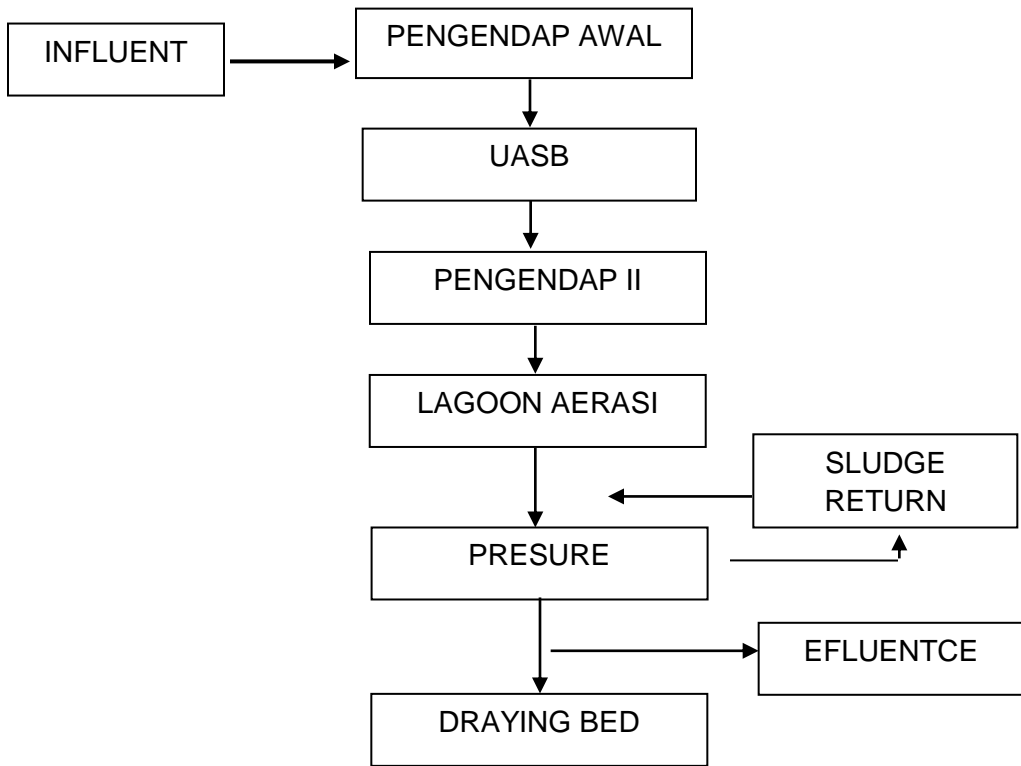 INFLUENT
PENGENDAP AWAL
UASB
PENGENDAP II
LAGOON AERASI
SLUDGE
RETURN
PRESURE
EFLUENTCE
DRAYING BED